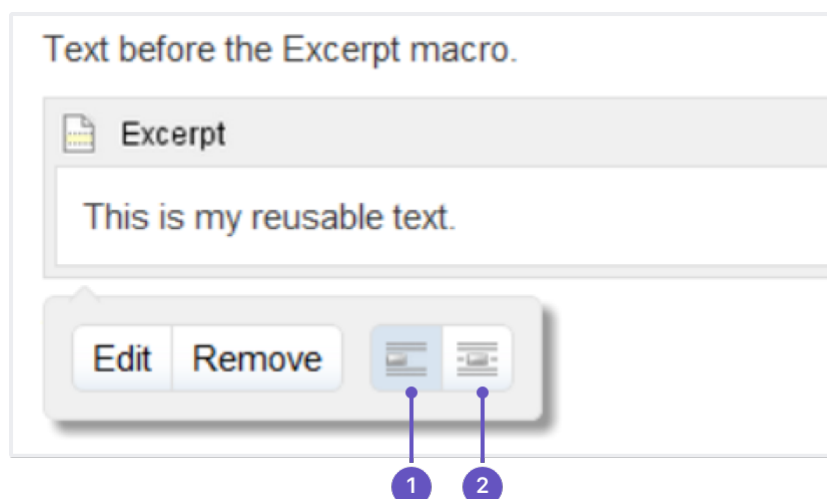 Text before the Excerpt macro.
Excerpt
This is my reusable text.
Edit Remove
1 2